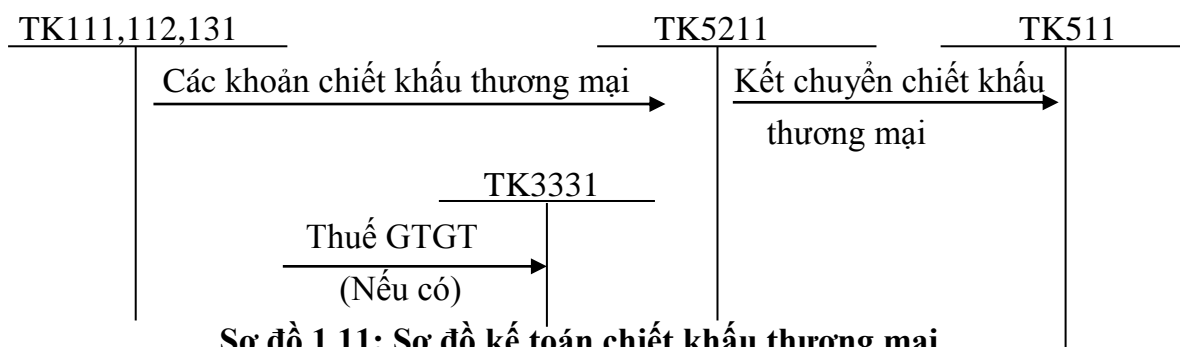 TK111,112,131 TK5211 TK511
Các khoản chiết khấu thương mại Kết chuyển chiết khấu
thương mại
TK3331
Thuế GTGT
(Nếu có)
Sơ đồ 1.11: Sơ đồ kế toán chiết khấu thương mại